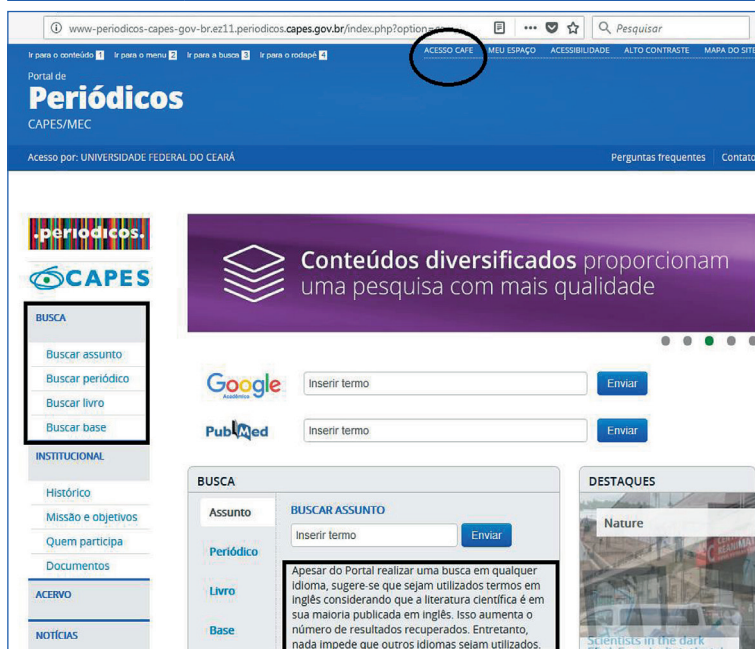 www-periodicos-capes-gov-br.ez11.periodicos.capes.gov.br/index.php?option=
Pesquisar
Ir para o conteúdo 1 Ir para o menu 2 Ir para a busca 3 Ir para o rodapé 4
ACESSO CAFE MEU ESPAÇO ACESSIBILIDADE ALTO CONTRASTE MAPA DO SITE
Portal de
Periódicos
CAPES/MEC
Acesso por: UNIVERSIDADE FEDERAL DO CEARÁ
Perguntas frequentes Contato
.periodicos.
CAPES
Conteúdos diversificados proporcionam
uma pesquisa com mais qualidade
BUSCA
Buscar assunto
Buscar periódico
Buscar livro
Buscar base
INSTITUCIONAL
Histórico
Missão e objetivos
Quem participa
Documentos
ACERVO
NOTÍCIAS
Google
Acadêmico
Inserir termo
Enviar
PubMed
Inserir termo
Enviar
BUSCA
Assunto
Periódico
Livro
Base
BUSCAR ASSUNTO
Inserir termo
Enviar
Apesar do Portal realizar uma busca em qualquer
idioma, sugere-se que sejam utilizados termos em
inglês considerando que a literatura científica é em
sua maioria publicada em inglês. Isso aumenta o
número de resultados recuperados. Entretanto,
nada impede que outros idiomas sejam utilizados.
DESTAQUES
Nature
Scientists in the dark